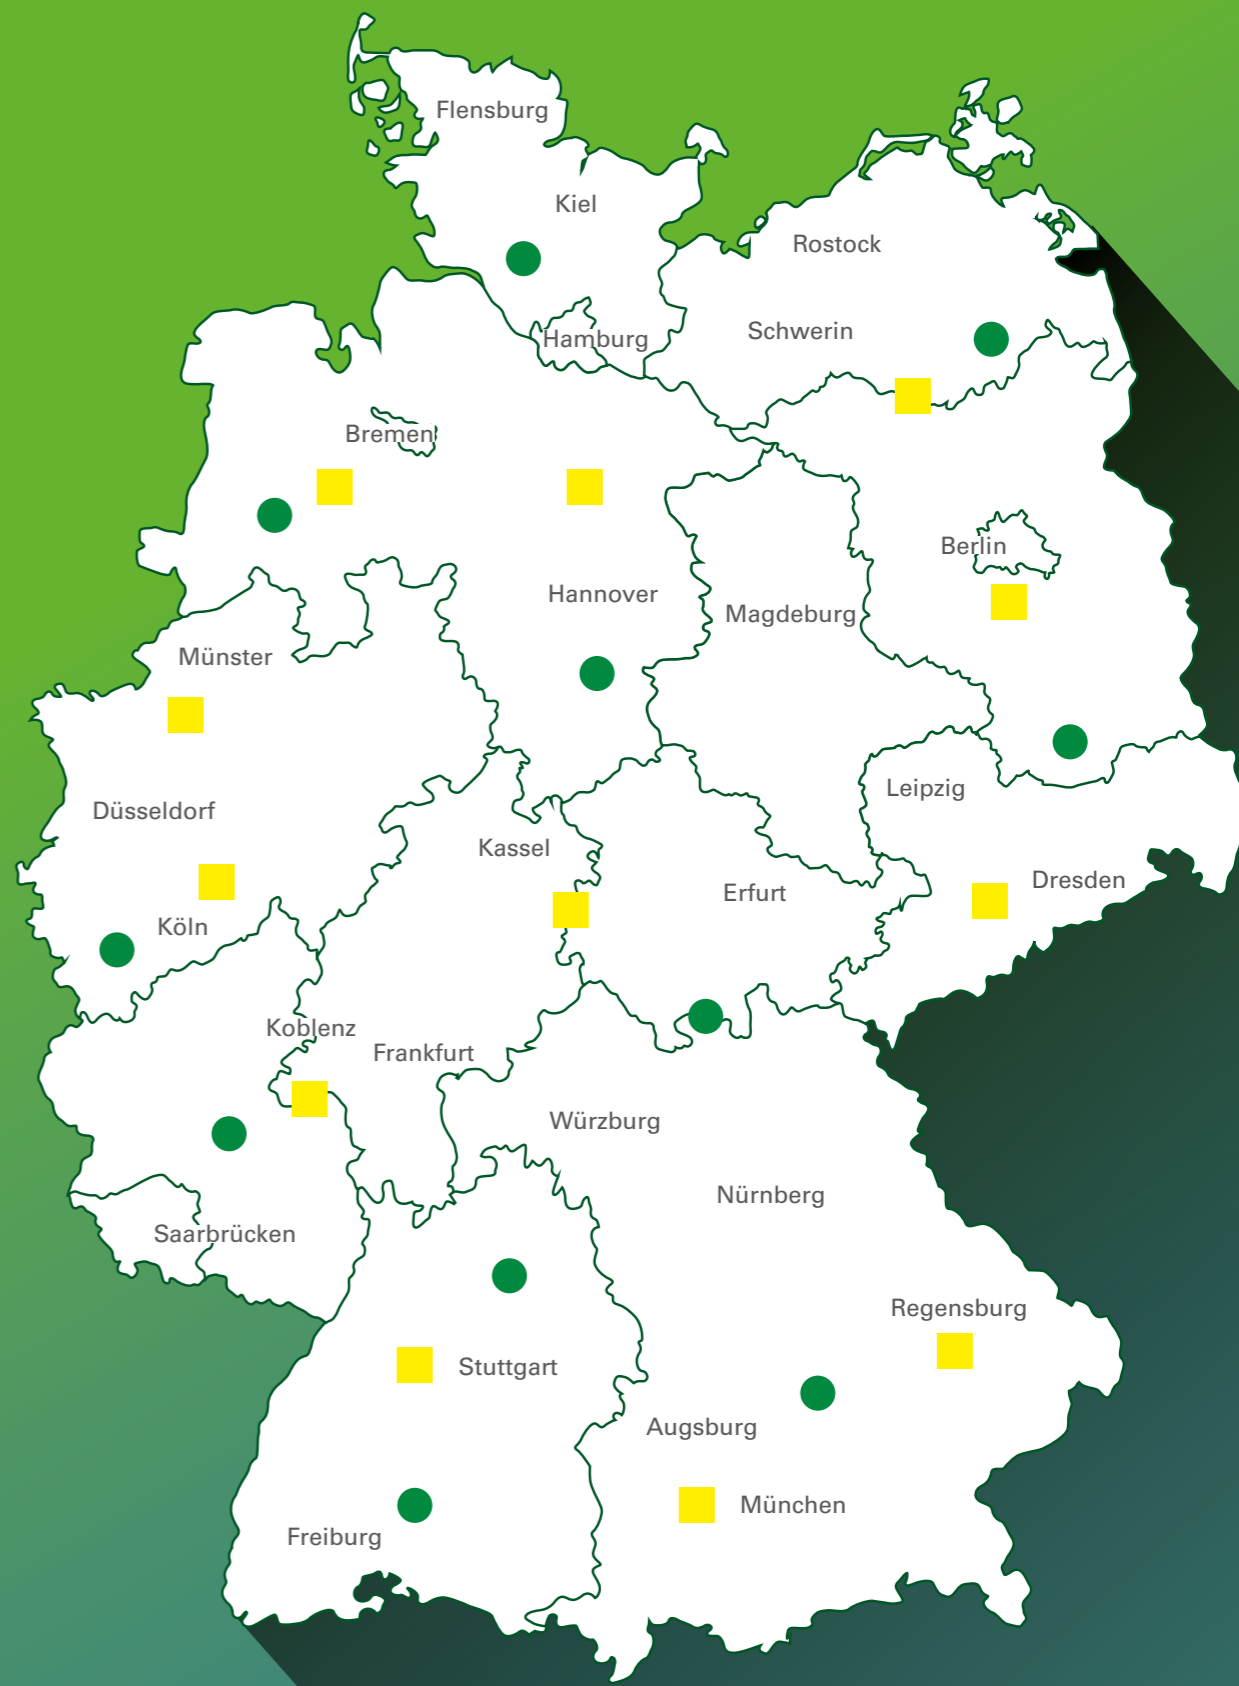 Flensburg
Kiel
Rostock
Schwerin
Hamburg
Bremen
Berlin
Hannover
Magdeburg
Münster
Leipzig
Düsseldorf
Kassel
Dresden
Erfurt
Köln
Koblenz
Frankfurt
Würzburg
Nürnberg
Saarbrücken
Regensburg
Stuttgart
Augsburg
München
Freiburg